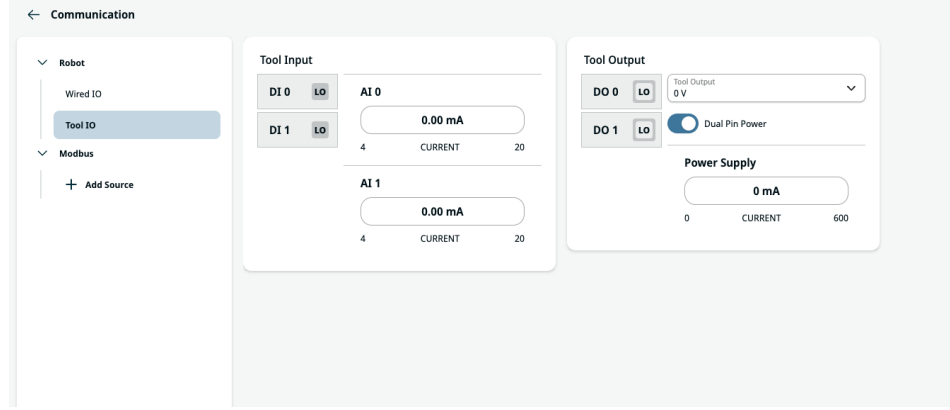 Communication
Robot
Wired IO
Tool IO
Modbus
Add Source
Tool Input
DI 0 LO
DI 1 LO
AI 0
0.00 mA
4 CURRENT 20
AI 1
0.00 mA
4 CURRENT 20
Tool Output
DO 0 LO
DO 1 LO
Tool Output
0 V
Dual Pin Power
Power Supply
0 mA
0 CURRENT 600